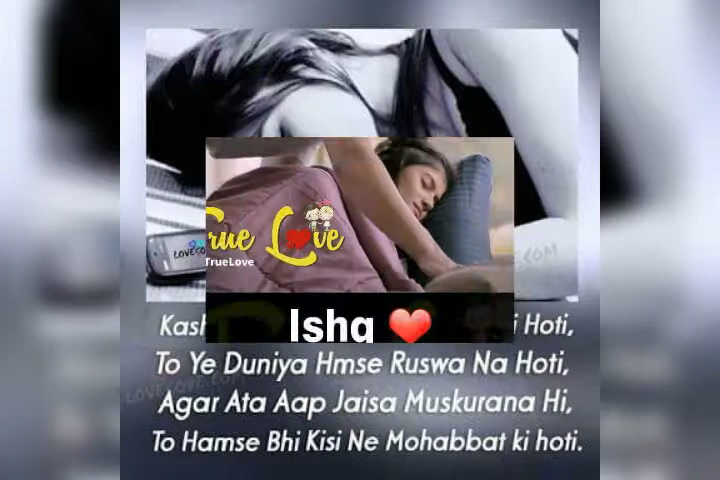 True Love
TrueLove
Ishq ❤
Kash i Hoti,
To Ye Duniya Hmse Ruswa Na Hoti,
Agar Ata Aap Jaisa Muskurana Hi,
To Hamse Bhi Kisi Ne Mohabbat ki hoti.